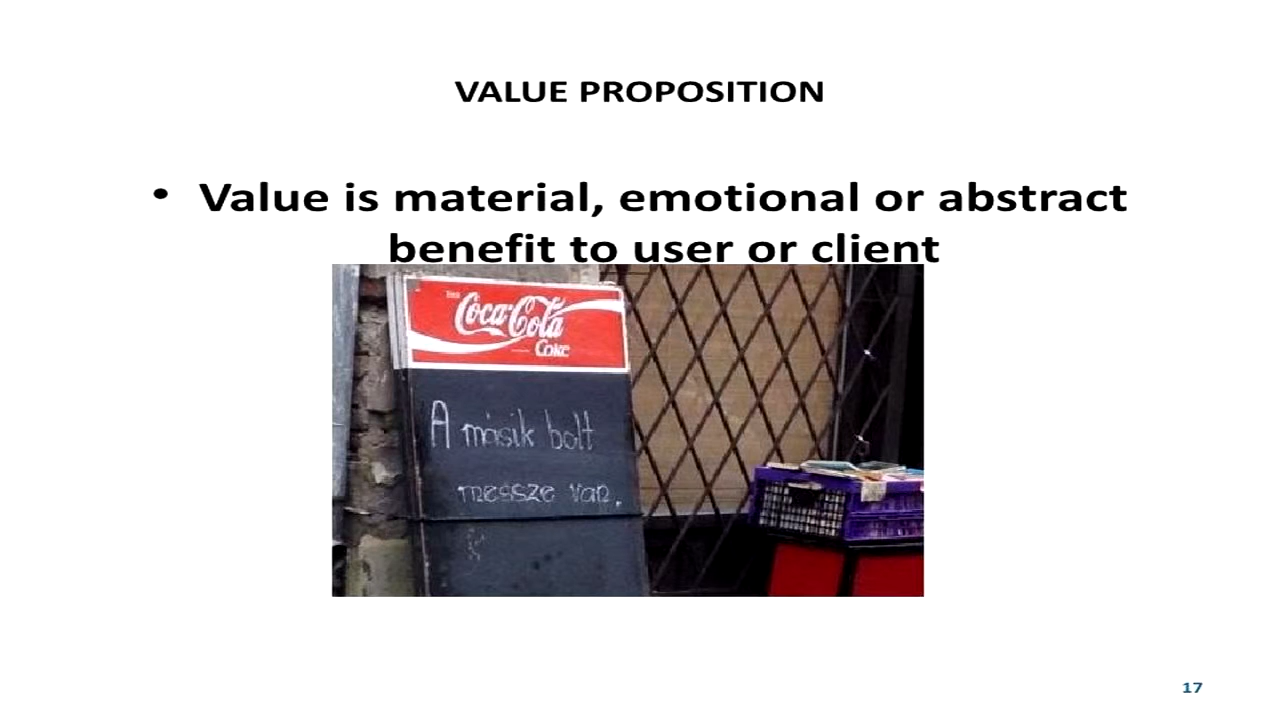 VALUE PROPOSITION
• Value is material, emotional or abstract
benefit to user or client
Coca-Cola
Coke
A másik bolt
messze van.
17